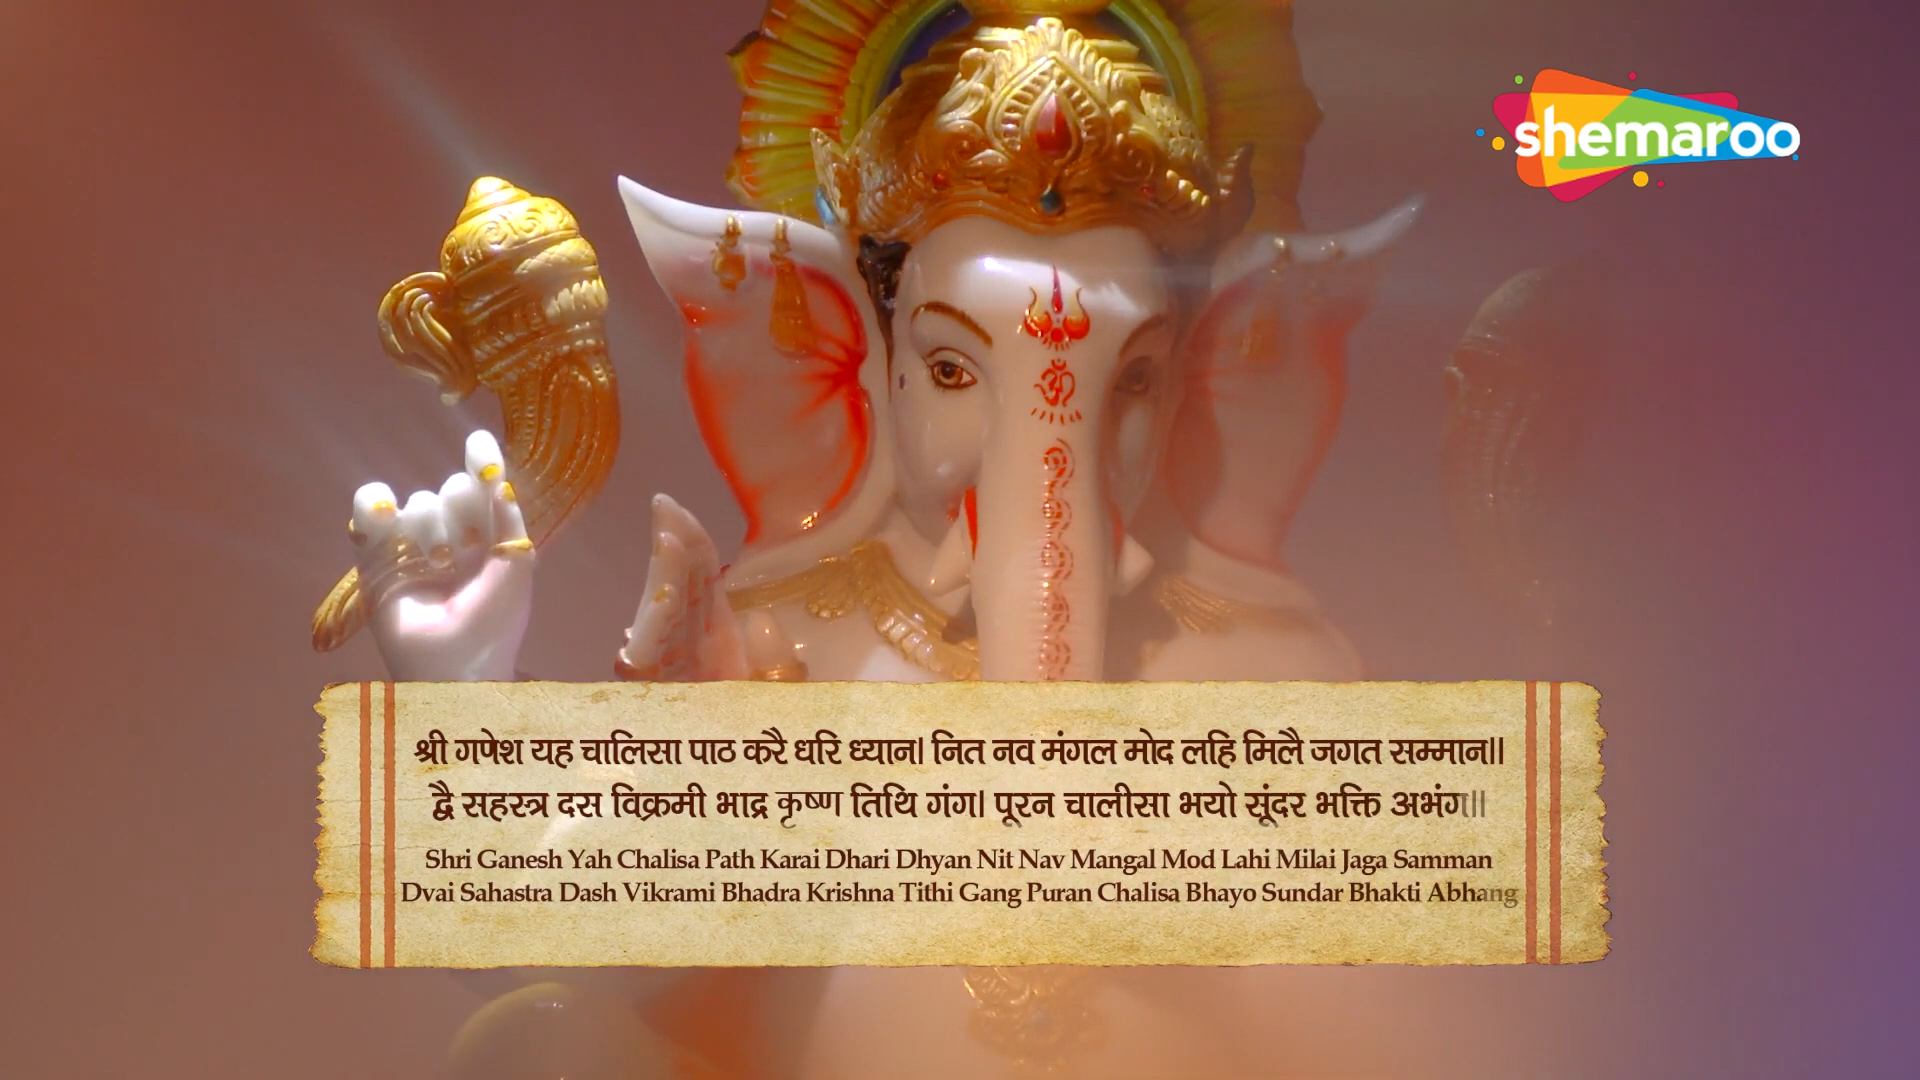 shemaroo
श्री गणेश यह चालिसा पाठ करै धरि ध्यान। नित नव मंगल मोद लहि मिलै जगत सम्मान॥
द्वै सहस्त्र दस विक्रमी भाद्र कृष्ण तिथि गंग। पूरन चालीसा भयो सूंदर भक्ति अभंग॥
Shri Ganesh Yah Chalisa Path Karai Dhari Dhyan Nit Nav Mangal Mod Lahi Milai Jaga Samman
Dvai Sahastra Dash Vikrami Bhadra Krishna Tithi Gang Puran Chalisa Bhayo Sundar Bhakti Abhang